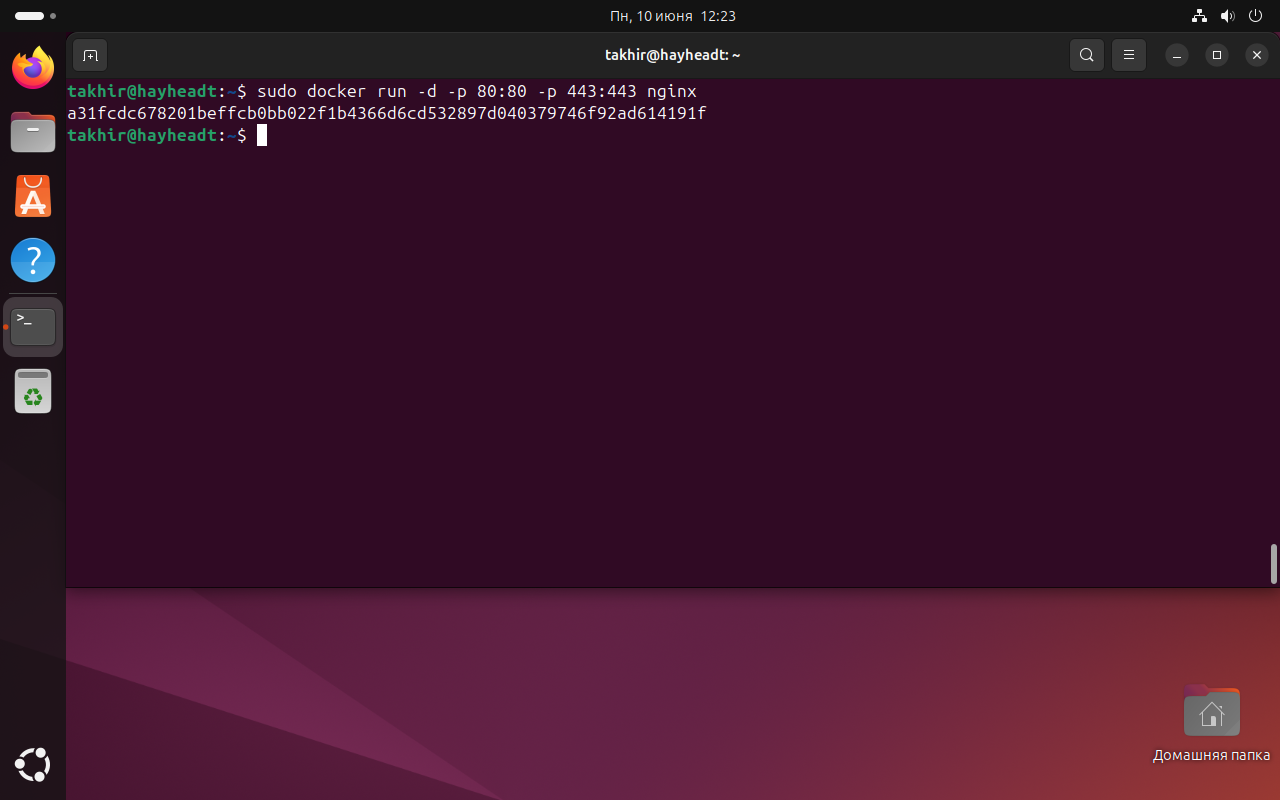 Пн, 10 июня 12:23
takhir@hayheadt: ~
takhir@hayheadt:~$ sudo docker run -d -p 80:80 -p 443:443 nginx
a31fcdc678201beffcb0bb022f1b4366d6cd532897d040379746f92ad614191f
takhir@hayheadt:~$
Домашняя папка